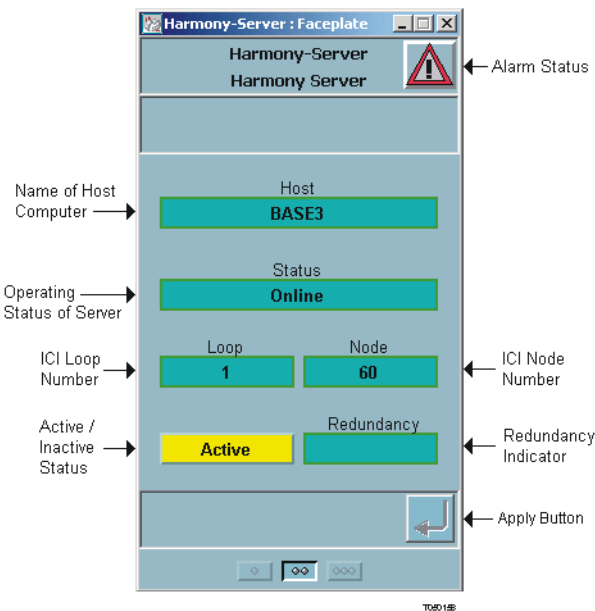 Harmony-Server : Faceplate
Harmony-Server
Harmony Server
Alarm Status
Name of Host
Computer
Host
BASE3
Operating
Status of Server
Status
Online
ICI Loop
Number
Loop
1
Node
60
ICI Node
Number
Active /
Inactive
Status
Active
Redundancy
Redundancy
Indicator
Apply Button
T05015B